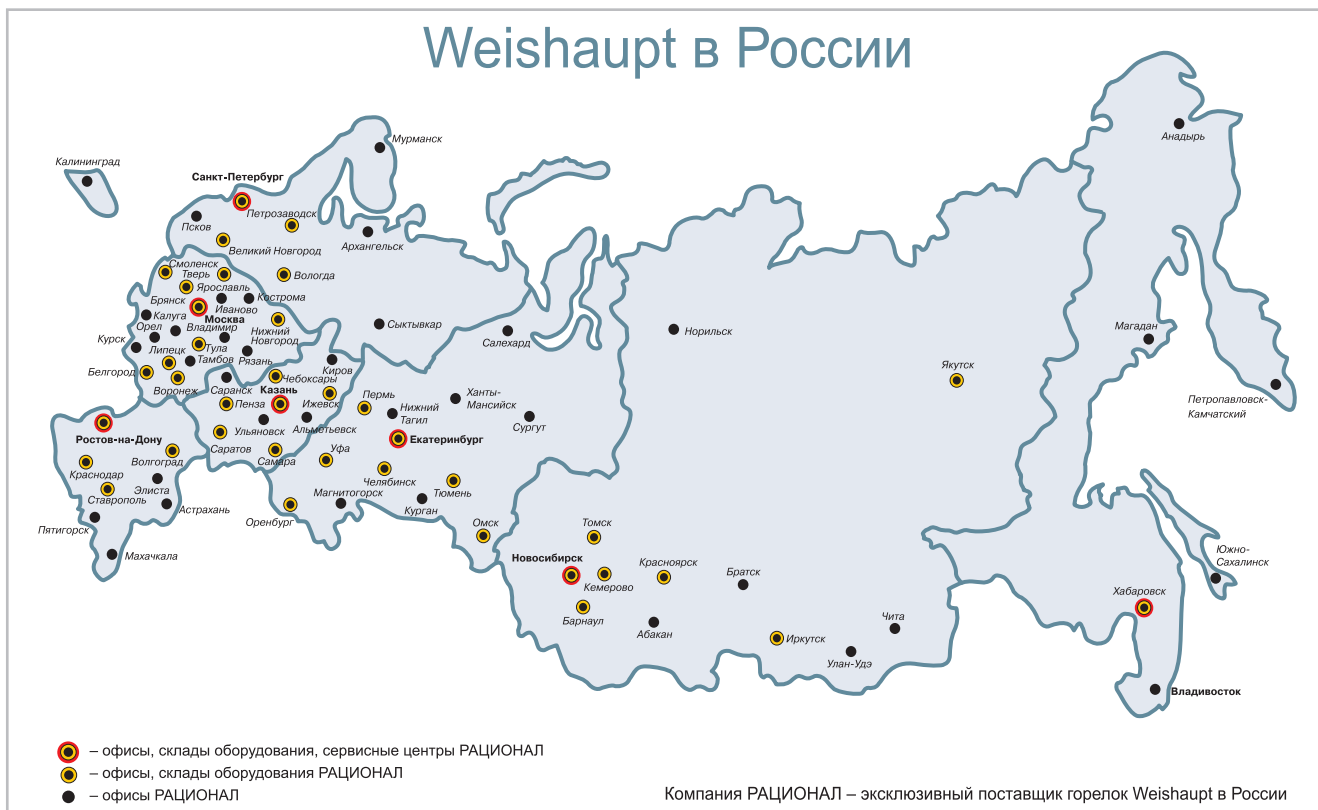 Weishaupt в России
Анадырь
Мурманск
Калининград
Санкт-Петербург
Петрозаводск
Псков
Архангельск
Великий Новгород
Смоленск
Тверь
Вологда
Ярославль
Брянск
Кострома
Иваново
Москва
Калуга
Орел
Владимир
Нижний
Новгород
Сыктывкар
Салехард
Норильск
Магадан
Курск
Липецк
Тула
Тамбов
Рязань
Киров
Белгород
Воронеж
Саранск
Чебоксары
Казань
Якутск
Петропавловск-
Камчатский
Пенза
Ижевск
Пермь
Нижний
Тагил
Ханты-
Мансийск
Сургут
Ульяновск
Альметьевск
Екатеринбург
Ростов-на-Дону
Волгоград
Саратов
Самара
Уфа
Краснодар
Ставрополь
Элиста
Астрахань
Челябинск
Тюмень
Магнитогорск
Курган
Оренбург
Пятигорск
Махачкала
Омск
Томск
Новосибирск
Кемерово
Красноярск
Братск
Барнаул
Абакан
Иркутск
Чита
Улан-Удэ
Южно-
Сахалинск
Хабаровск
Владивосток
– офисы, склады оборудования, сервисные центры РАЦИОНАЛ
– офисы, склады оборудования РАЦИОНАЛ
– офисы РАЦИОНАЛ
Компания РАЦИОНАЛ – эксклюзивный поставщик горелок Weishaupt в России